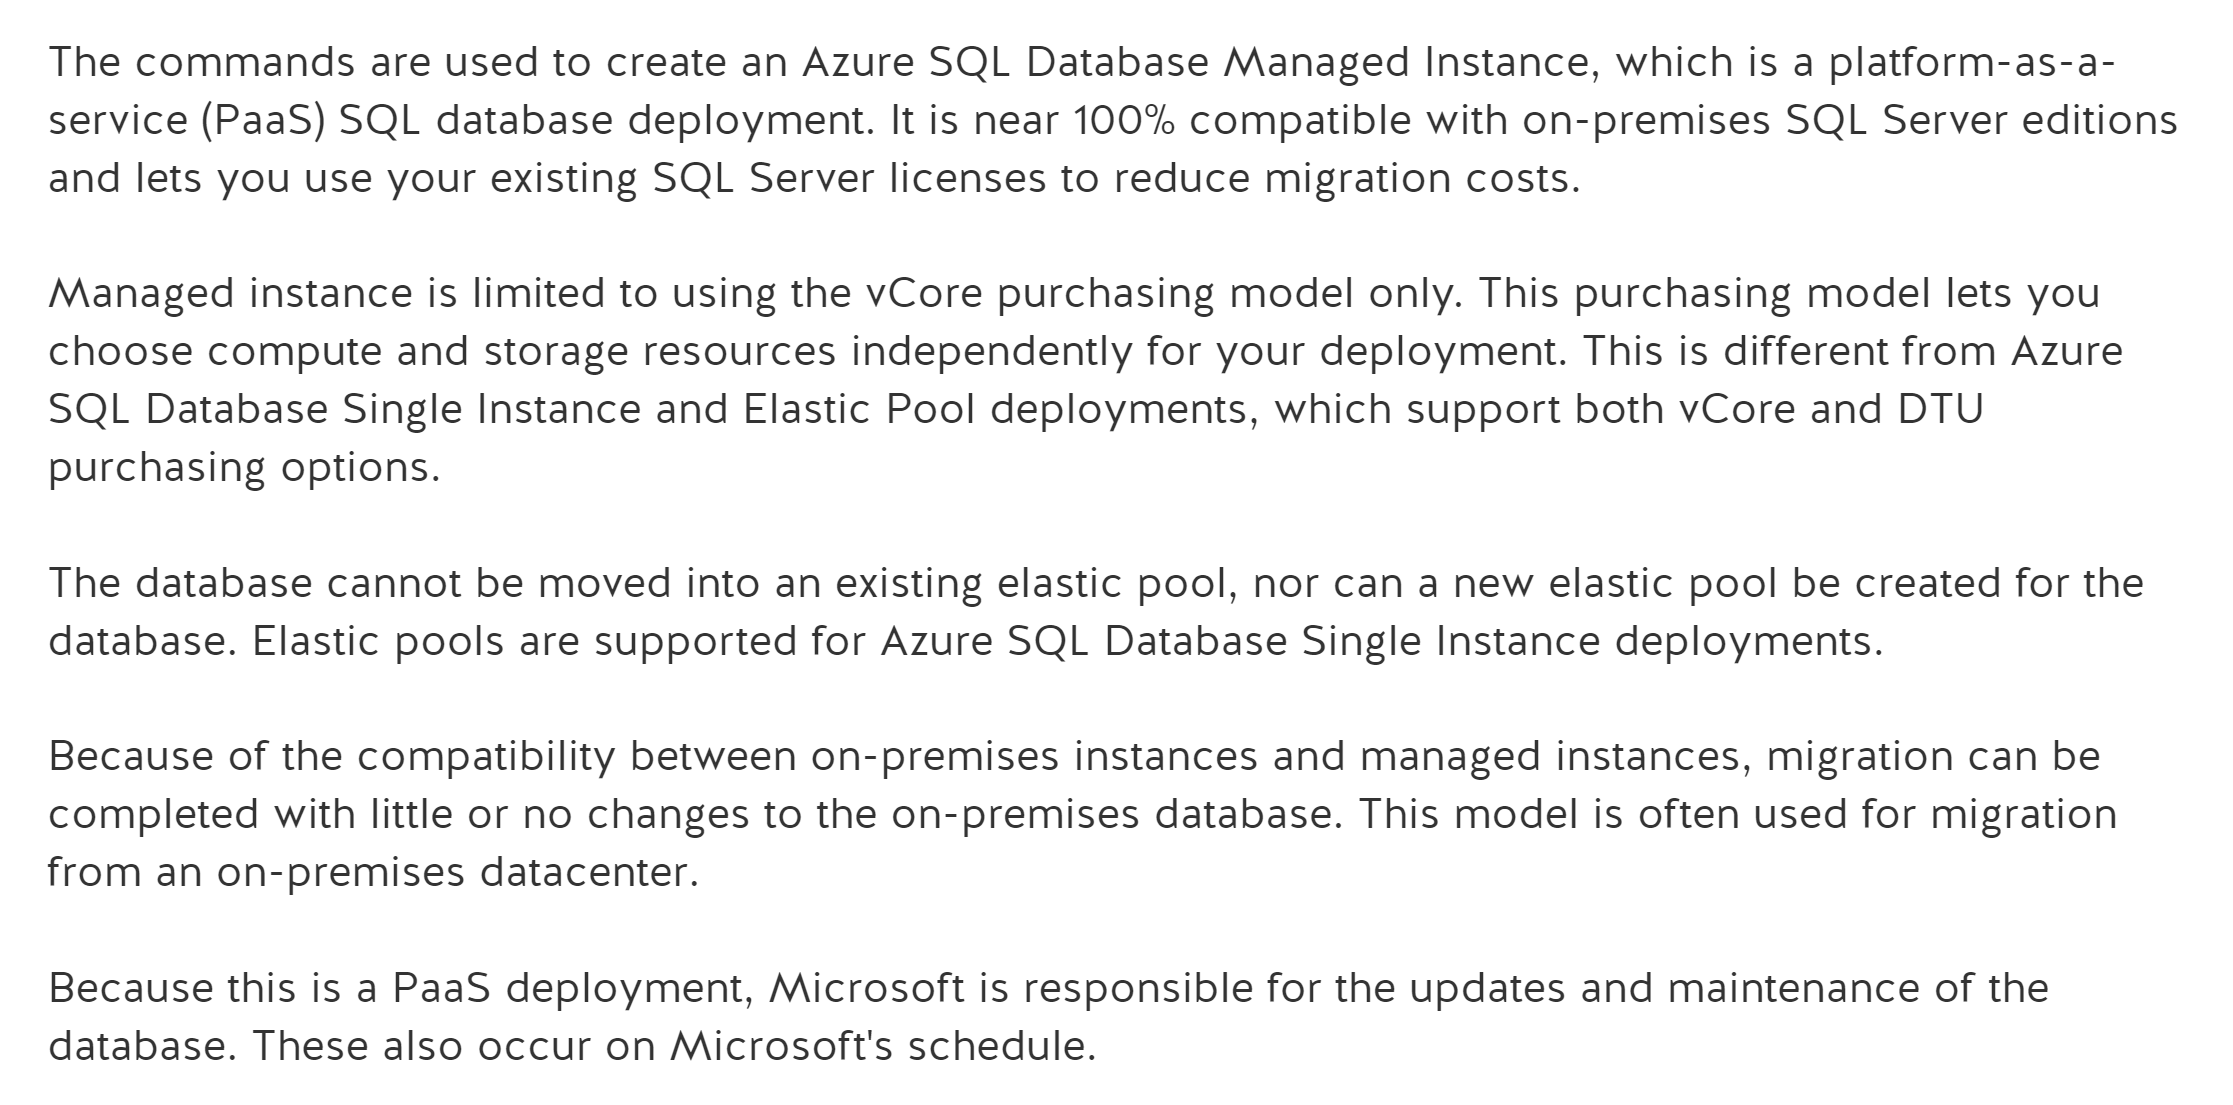 The commands are used to create an Azure SQL Database Managed Instance, which is a platform-as-a-
service (PaaS) SQL database deployment. It is near 100% compatible with on-premises SQL Server editions
and lets you use your existing SQL Server licenses to reduce migration costs.
Managed instance is limited to using the vCore purchasing model only. This purchasing model lets you
choose compute and storage resources independently for your deployment. This is different from Azure
SQL Database Single Instance and Elastic Pool deployments, which support both vCore and DTU
purchasing options.
The database cannot be moved into an existing elastic pool, nor can a new elastic pool be created for the
database. Elastic pools are supported for Azure SQL Database Single Instance deployments.
Because of the compatibility between on-premises instances and managed instances, migration can be
completed with little or no changes to the on-premises database. This model is often used for migration
from an on-premises datacenter.
Because this is a PaaS deployment, Microsoft is responsible for the updates and maintenance of the
database. These also occur on Microsoft's schedule.